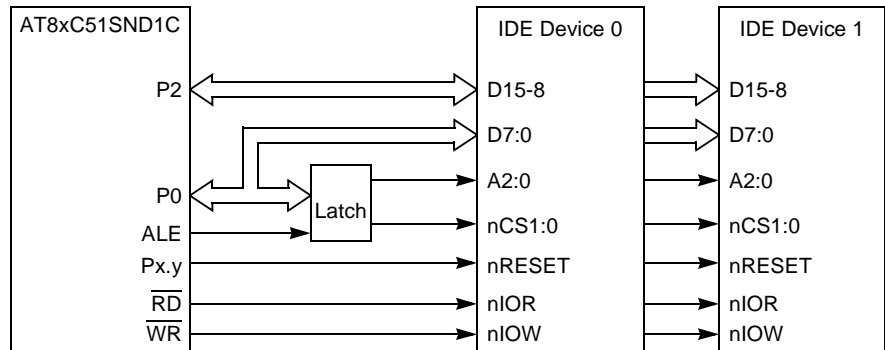 AT8xC51SND1C
IDE Device 0
IDE Device 1
P2
D15-8
D15-8
D7:0
D7:0
P0
Latch
A2:0
A2:0
ALE
nCS1:0
nCS1:0
Px.y
nRESET
nRESET
RD
nIOR
nIOR
WR
nIOW
nIOW